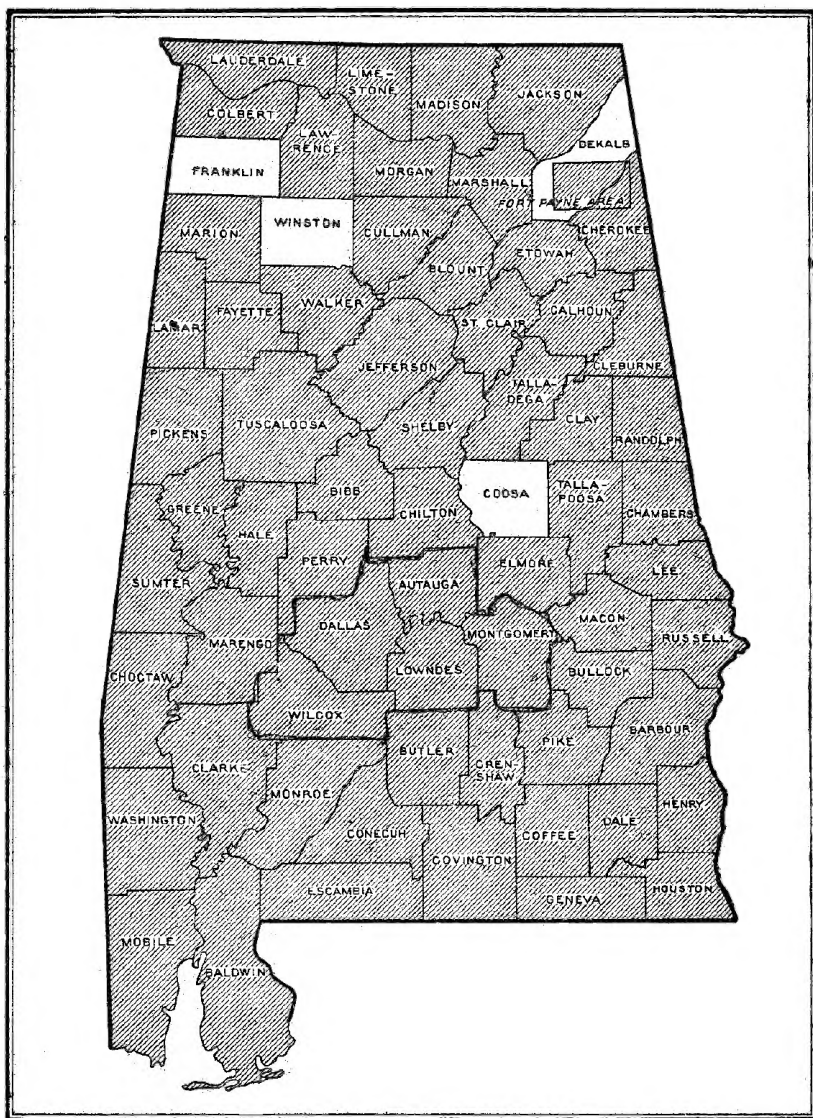 LAUDERDALE
LIME-
STONE
MADISON
JACKSON
COLBERT
LAW-
RENCE
DEKALB
FRANKLIN
MORGAN
MARSHALL
FORT PAYNE AREA
WINSTON
CULLMAN
CHEROKEE
MARION
ETOWAH
BLOUNT
WALKER
FAYETTE
LAMAR
ST. CLAIR
CALHOUN
JEFFERSON
CLEBURNE
TALLA-
DEGA
CLAY
PICKENS
TUSCALOOSA
SHELBY
RANDOLPH
BIBB
COOSA
TALLA-
POOSA
GREENE
HALE
CHILTON
CHAMBERS
PERRY
ELMORE
LEE
SUMTER
AUTAUGA
DALLAS
MACON
MONTGOMERY
RUSSELL
MARENGO
LOWNDES
BULLOCK
CHOCTAW
WILCOX
BARBOUR
BUTLER
PIKE
CREN-
SHAW
CLARKE
MONROE
HENRY
WASHINGTON
CONECUH
COFFEE
DALE
COVINGTON
ESCAMBIA
GENEVA
HOUSTON
MOBILE
BALDWIN